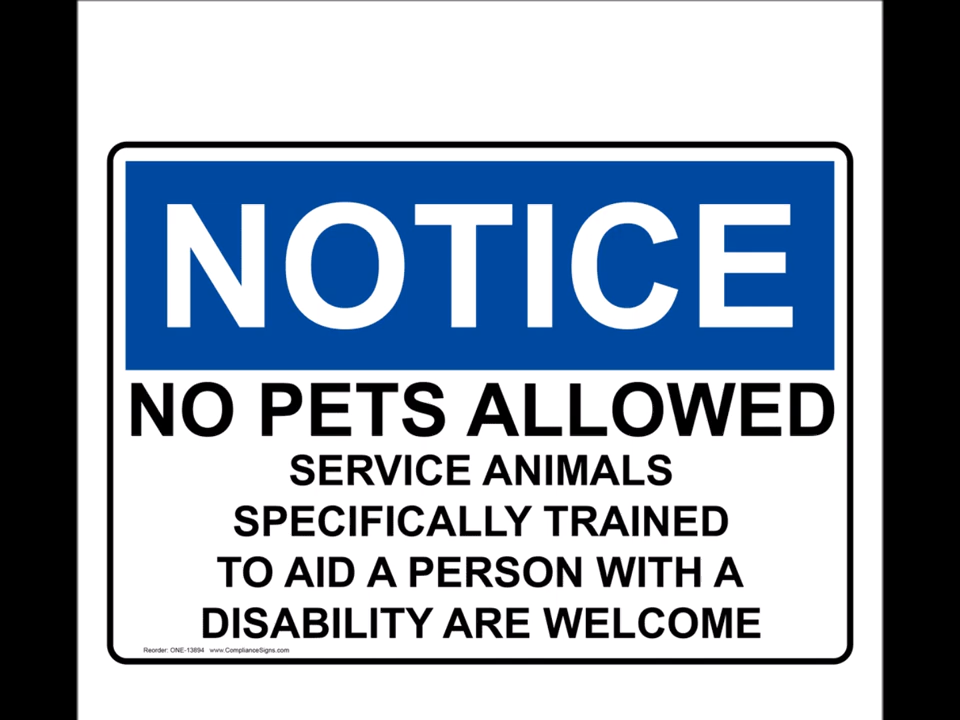 NOTICE
NO PETS ALLOWED
SERVICE ANIMALS
SPECIFICALLY TRAINED
TO AID A PERSON WITH A
DISABILITY ARE WELCOME
Reorder: ONE-13894 www.ComplianceSigns.com